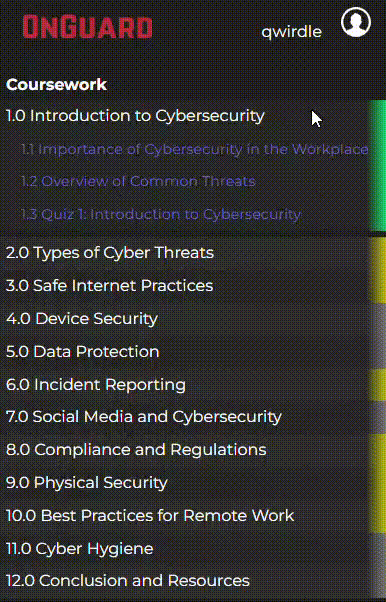 ONGUARD
qwirdle
Coursework
1.0 Introduction to Cybersecurity
1.1 Importance of Cybersecurity in the Workplace
1.2 Overview of Common Threats
1.3 Quiz 1: Introduction to Cybersecurity
2.0 Types of Cyber Threats
3.0 Safe Internet Practices
4.0 Device Security
5.0 Data Protection
6.0 Incident Reporting
7.0 Social Media and Cybersecurity
8.0 Compliance and Regulations
9.0 Physical Security
10.0 Best Practices for Remote Work
11.0 Cyber Hygiene
12.0 Conclusion and Resources